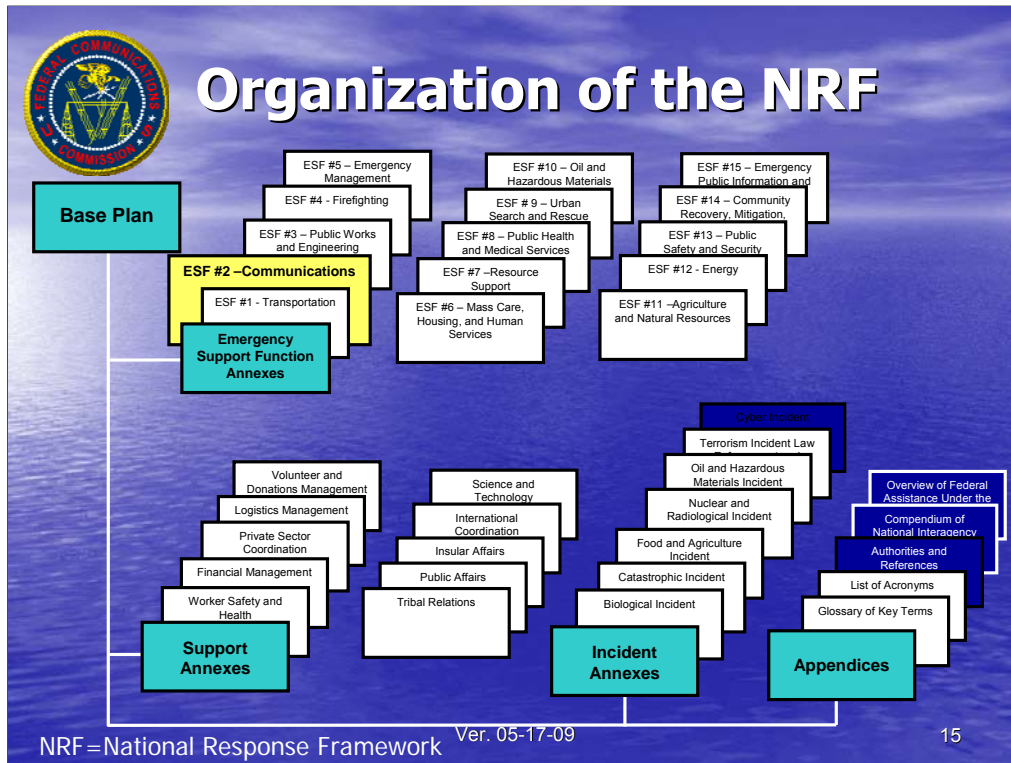 FEDERAL COMMUNICATIONS
COMMISSION
U S
Organization of the NRF
Base Plan
ESF #5 – Emergency
Management
ESF #4 - Firefighting
ESF #3 – Public Works
and Engineering
ESF #2 –Communications
ESF #1 - Transportation
Emergency
Support Function
Annexes
ESF #10 – Oil and
Hazardous Materials
ESF # 9 – Urban
Search and Rescue
ESF #8 – Public Health
and Medical Services
ESF #7 –Resource
Support
ESF #6 – Mass Care,
Housing, and Human
Services
ESF #15 – Emergency
Public Information and
ESF #14 – Community
Recovery, Mitigation,
ESF #13 – Public
Safety and Security
ESF #12 - Energy
ESF #11 –Agriculture
and Natural Resources
Volunteer and
Donations Management
Logistics Management
Private Sector
Coordination
Financial Management
Worker Safety and
Health
Support
Annexes
Science and
Technology
International
Coordination
Insular Affairs
Public Affairs
Tribal Relations
Cyber Incident
Terrorism Incident Law
Oil and Hazardous
Materials Incident
Nuclear and
Radiological Incident
Food and Agriculture
Incident
Catastrophic Incident
Biological Incident
Incident
Annexes
Overview of Federal
Assistance Under the
Compendium of
National Interagency
Authorities and
References
List of Acronyms
Glossary of Key Terms
Appendices
NRF=National Response Framework
Ver. 05-17-09
15